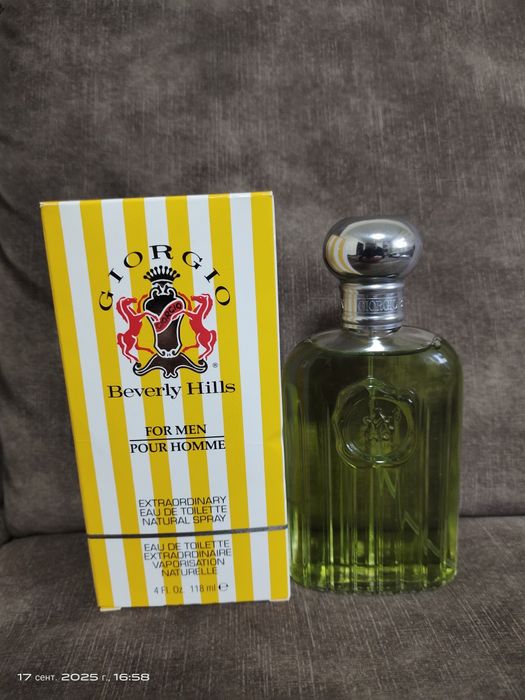 GIORGIO
GIORGIO
®
Beverly Hills
FOR MEN
POUR HOMME
EXTRAORDINARY
EAU DE TOILETTE
NATURAL SPRAY
EAU DE TOILETTE
EXTRAORDINAIRE
VAPORISATION
NATURELLE
4 Fl. Oz. 118 ml ℮
GIORGIO
17 сент. 2025 г., 16:58